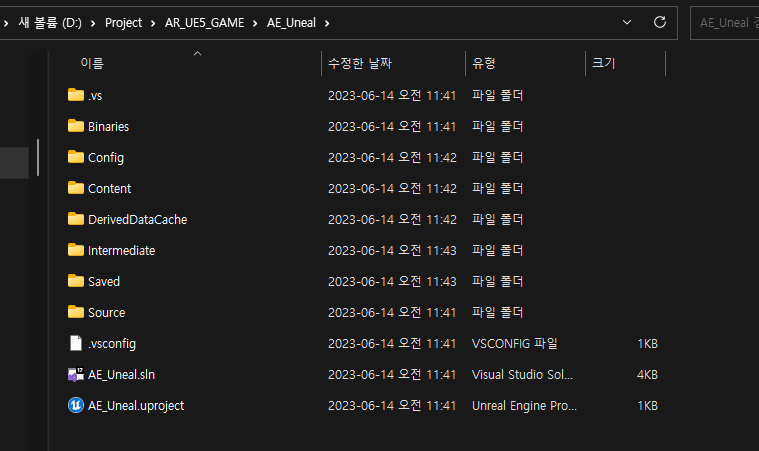 새 볼륨 (D:) > Project > AR_UE5_GAME > AE_Uneal > AE_Uneal
이름 수정한 날짜 유형 크기
.vs 2023-06-14 오전 11:41 파일 폴더
Binaries 2023-06-14 오전 11:41 파일 폴더
Config 2023-06-14 오전 11:42 파일 폴더
Content 2023-06-14 오전 11:42 파일 폴더
DerivedDataCache 2023-06-14 오전 11:42 파일 폴더
Intermediate 2023-06-14 오전 11:43 파일 폴더
Saved 2023-06-14 오전 11:43 파일 폴더
Source 2023-06-14 오전 11:41 파일 폴더
.vsconfig 2023-06-14 오전 11:41 VSCONFIG 파일 1KB
AE_Uneal.sln 2023-06-14 오전 11:41 Visual Studio Sol... 4KB
AE_Uneal.uproject 2023-06-14 오전 11:41 Unreal Engine Pro... 1KB